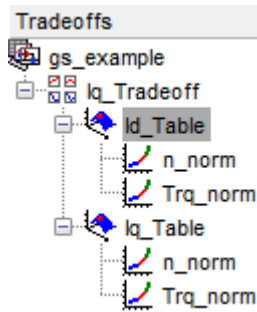 Tradeoffs
gs_example
Iq_Tradeoff
Id_Table
n_norm
Trq_norm
Iq_Table
n_norm
Trq_norm